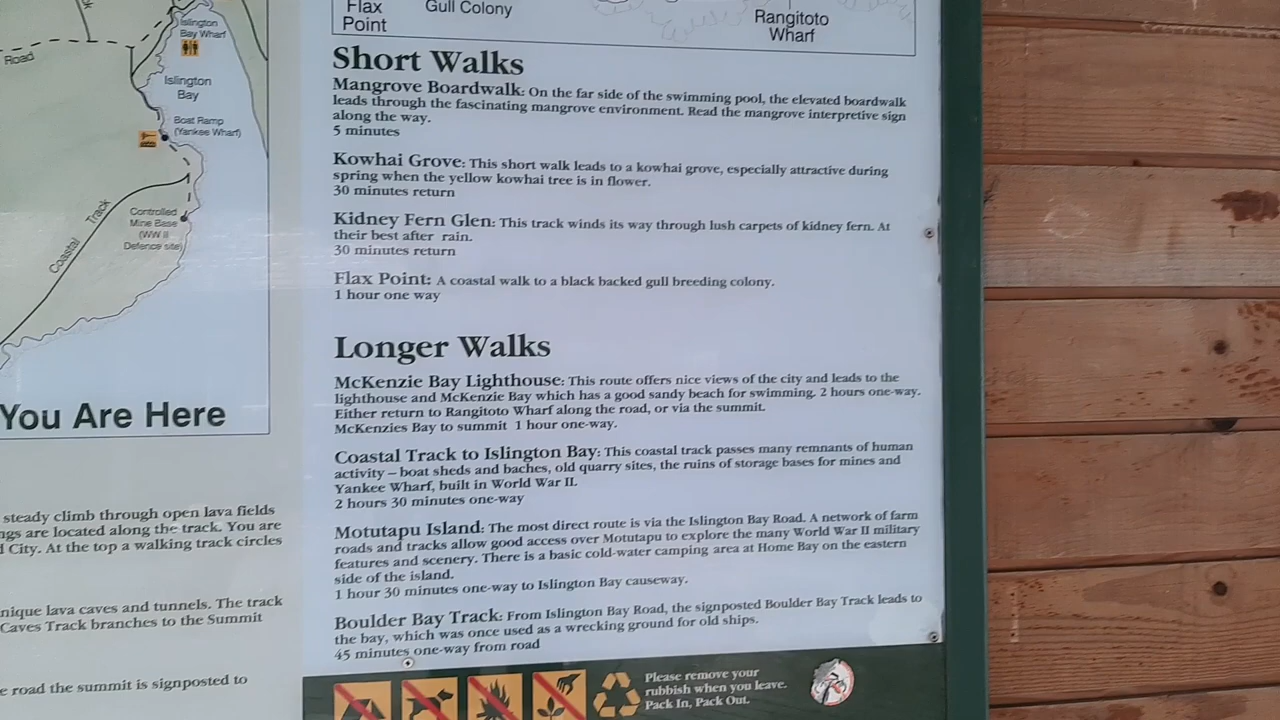 Islington
Bay Wharf
Road
Islington
Bay
Boat Ramp
(Yankee Wharf)
Coastal Track
Controlled
Mine Base
(WW II
Defence site)
You Are Here
steady climb through open lava fields
ngs are located along the track. You are
d City. At the top a walking track circles
nique lava caves and tunnels. The track
Caves Track branches to the Summit
e road the summit is signposted to
Flax
Point
Gull Colony
Rangitoto
Wharf
Short Walks
Mangrove Boardwalk: On the far side of the swimming pool, the elevated boardwalk
leads through the fascinating mangrove environment. Read the mangrove interpretive sign
along the way.
5 minutes
Kowhai Grove: This short walk leads to a kowhai grove, especially attractive during
spring when the yellow kowhai tree is in flower.
30 minutes return
Kidney Fern Glen: This track winds its way through lush carpets of kidney fern. At
their best after rain.
30 minutes return
Flax Point: A coastal walk to a black backed gull breeding colony.
1 hour one way
Longer Walks
McKenzie Bay Lighthouse: This route offers nice views of the city and leads to the
lighthouse and McKenzie Bay which has a good sandy beach for swimming. 2 hours one-way.
Either return to Rangitoto Wharf along the road, or via the summit.
McKenzies Bay to summit 1 hour one-way.
Coastal Track to Islington Bay: This coastal track passes many remnants of human
activity – boat sheds and baches, old quarry sites, the ruins of storage bases for mines and
Yankee Wharf, built in World War II.
2 hours 30 minutes one-way
Motutapu Island: The most direct route is via the Islington Bay Road. A network of farm
roads and tracks allow good access over Motutapu to explore the many World War II military
features and scenery. There is a basic cold-water camping area at Home Bay on the eastern
side of the island.
1 hour 30 minutes one-way to Islington Bay causeway.
Boulder Bay Track: From Islington Bay Road, the signposted Boulder Bay Track leads to
the bay, which was once used as a wrecking ground for old ships.
45 minutes one-way from road
Please remove your
rubbish when you leave.
Pack In, Pack Out.